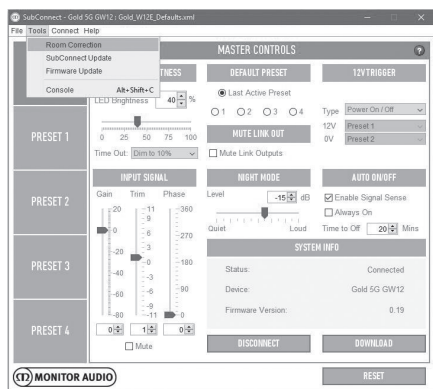 SubConnect - Gold 5G GW12 : Gold_W12E_Defaults.xml
File Tools Connect Help
Room Correction
SubConnect Update
Firmware Update
Console Alt+Shift+C
MASTER CONTROLS
?
TNESS
LED Brightness 40 %
0 25 50 75 100
Time Out: Dim to 10%
DEFAULT PRESET
Last Active Preset
1 2 3 4
MUTE LINK OUT
Mute Link Outputs
12V TRIGGER
Type Power On / Off
12V Preset 1
0V Preset 2
PRESET 1
PRESET 2
PRESET 3
PRESET 4
INPUT SIGNAL
Gain Trim Phase
20 11 360
9
6
0 3 270
-20 0 180
-40 -3
-6 90
-60 -9
-80 -11 0
0 1 0
Mute
NIGHT MODE
Level -15 dB
Quiet Loud
AUTO ON/OFF
Enable Signal Sense
Always On
Time to Off 20 Mins
SYSTEM INFO
Status: Connected
Device: Gold 5G GW12
Firmware Version: 0.19
DISCONNECT
DOWNLOAD
MONITOR AUDIO
RESET